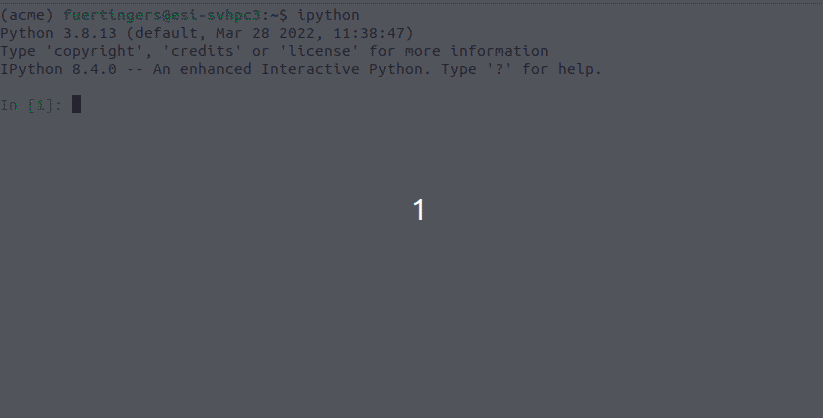 (acme) fuertingers@esi-svhpc3:~$ ipython
Python 3.8.13 (default, Mar 28 2022, 11:38:47)
Type 'copyright', 'credits' or 'license' for more information
IPython 8.4.0 -- An enhanced Interactive Python. Type '?' for help.
In [1]:
1